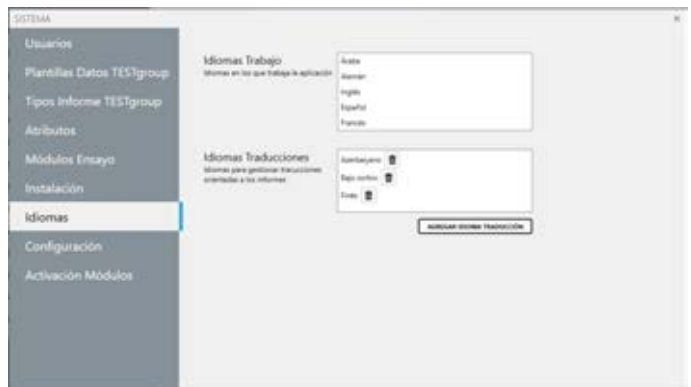 SISTEMA
Usuarios
Plantillas Datos TESTgroup
Tipos Informe TESTgroup
Atributos
Módulos Ensayo
Instalación
Idiomas
Configuración
Activación Módulos
Idiomas Trabajo
Idiomas en los que trabaja la aplicación
Árabe
Alemán
Inglés
Español
Francés
Idiomas Traducciones
Idiomas para gestionar traducciones
orientadas a los informes
Azerbaiyano
Bajo sorbio
AGREGAR IDIOMA TRADUCCIÓN